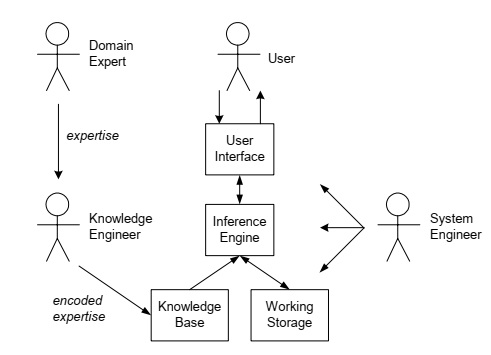 Domain
Expert
User
expertise
User
Interface
Knowledge
Engineer
Inference
Engine
System
Engineer
encoded
expertise
Knowledge
Base
Working
Storage